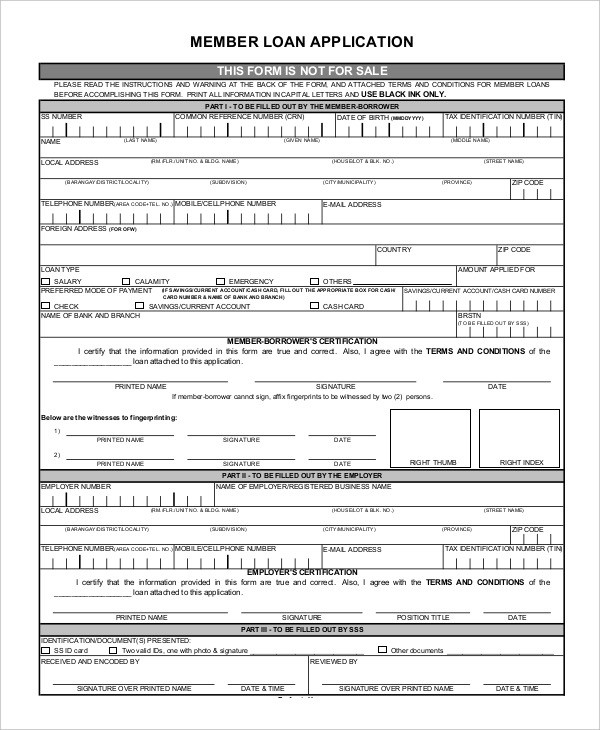 MEMBER LOAN APPLICATION
THIS FORM IS NOT FOR SALE
PLEASE READ THE INSTRUCTIONS AND WARNING AT THE BACK OF THE FORM, AND ATTACHED TERMS AND CONDITIONS FOR MEMBER LOANS
BEFORE ACCOMPLISHING THIS FORM. PRINT ALL INFORMATION IN CAPITAL LETTERS AND USE BLACK INK ONLY.
PART I - TO BE FILLED OUT BY THE MEMBER-BORROWER
SS NUMBER COMMON REFERENCE NUMBER (CRN) DATE OF BIRTH (MMDDYYYY) TAX IDENTIFICATION NUMBER (TIN)
NAME (LAST NAME) (GIVEN NAME) (MIDDLE NAME)
LOCAL ADDRESS (RM./FLR./UNIT NO. & BLDG. NAME) (HOUSE/LOT & BLK. NO.) (STREET NAME)
(BARANGAY/DISTRICT/LOCALITY) (SUBDIVISION) (CITY/MUNICIPALITY) (PROVINCE) ZIP CODE
TELEPHONE NUMBER (AREA CODE+TEL. NO.) MOBILE/CELLPHONE NUMBER E-MAIL ADDRESS
FOREIGN ADDRESS (FOR OFW)
COUNTRY ZIP CODE
LOAN TYPE AMOUNT APPLIED FOR
SALARY CALAMITY EMERGENCY OTHERS
PREFERRED MODE OF PAYMENT (IF SAVINGS/CURRENT ACCOUNT/CASH CARD, FILL OUT THE APPROPRIATE BOX FOR CASH SAVINGS/CURRENT ACCOUNT/CASH CARD NUMBER
CARD NUMBER & NAME OF BANK AND BRANCH)
CHECK SAVINGS/CURRENT ACCOUNT CASH CARD
NAME OF BANK AND BRANCH BRSTN
(TO BE FILLED OUT BY SSS)
MEMBER-BORROWER'S CERTIFICATION
I certify that the information provided in this form are true and correct. Also, I agree with the TERMS AND CONDITIONS of the
____________________ loan attached to this application.
PRINTED NAME SIGNATURE DATE
If member-borrower cannot sign, affix fingerprints to be witnessed by two (2) persons.
Below are the witnesses to fingerprinting:
1)
PRINTED NAME SIGNATURE DATE
2)
PRINTED NAME SIGNATURE DATE RIGHT THUMB RIGHT INDEX
PART II - TO BE FILLED OUT BY THE EMPLOYER
EMPLOYER NUMBER NAME OF EMPLOYER/REGISTERED BUSINESS NAME
LOCAL ADDRESS (RM./FLR./UNIT NO. & BLDG. NAME) (HOUSE/LOT & BLK. NO.) (STREET NAME)
(BARANGAY/DISTRICT/LOCALITY) (SUBDIVISION) (CITY/MUNICIPALITY) (PROVINCE) ZIP CODE
TELEPHONE NUMBER (AREA CODE+TEL. NO.) MOBILE/CELLPHONE NUMBER E-MAIL ADDRESS TAX IDENTIFICATION NUMBER (TIN)
EMPLOYER'S CERTIFICATION
I certify that the information provided in this form are true and correct. Also, I agree with the TERMS AND CONDITIONS of the
____________________ loan attached to this application.
PRINTED NAME SIGNATURE POSITION TITLE DATE
PART III - TO BE FILLED OUT BY SSS
IDENTIFICATION/DOCUMENT(S) PRESENTED:
SS ID card Two valid IDs, one with photo & signature Other documents
RECEIVED AND ENCODED BY REVIEWED BY
SIGNATURE OVER PRINTED NAME DATE & TIME SIGNATURE OVER PRINTED NAME DATE & TIME